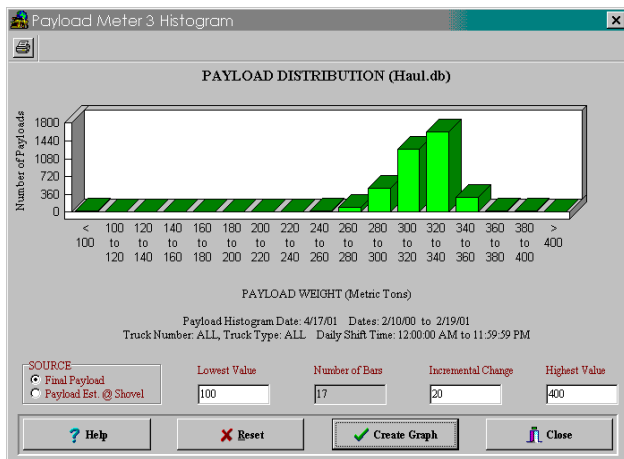 Payload Meter 3 Histogram
PAYLOAD DISTRIBUTION (Haul.db)
Number of Payloads
1800
1440
1080
720
360
0
< 100 120 140 160 180 200 220 240 260 280 300 320 340 360 380 >
to to to to to to to to to to to to to to to
100 120 140 160 180 200 220 240 260 280 300 320 340 360 380 400 400
PAYLOAD WEIGHT (Metric Tons)
Payload Histogram Date: 4/17/01 Dates: 2/10/00 to 2/19/01
Truck Number: ALL, Truck Type: ALL Daily Shift Time: 12:00:00 AM to 11:59:59 PM
SOURCE
Final Payload
Payload Est. @ Shovel
Lowest Value Number of Bars Incremental Change Highest Value
100 17 20 400
Help Reset Create Graph Close